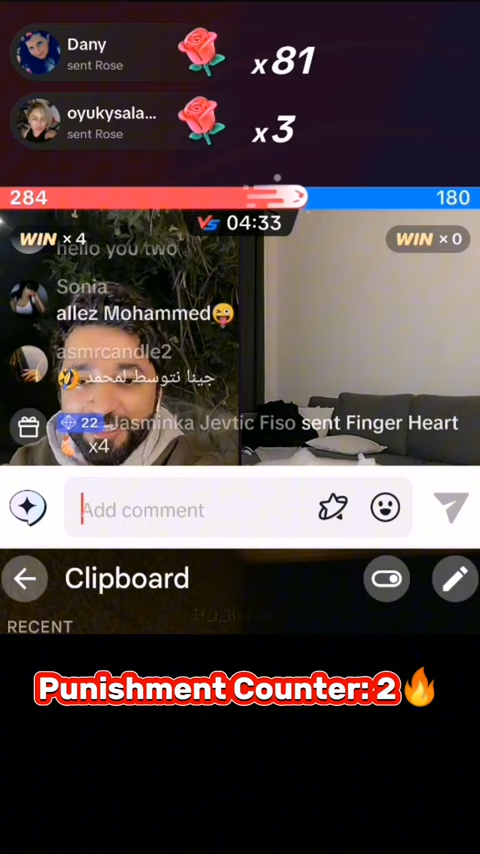 Dany
sent Rose
x81
oyukysala...
sent Rose
x3
284
180
VS 04:33
WIN x 4
WIN x 0
hello you two
Sonia
allez Mohammed😜
asmrcandle2
جينا نتوسط لمحمد 🤣
22 Jasminka Jevtic Fiso sent Finger Heart
x4
Add comment
Clipboard
RECENT
Punishment Counter: 2🔥